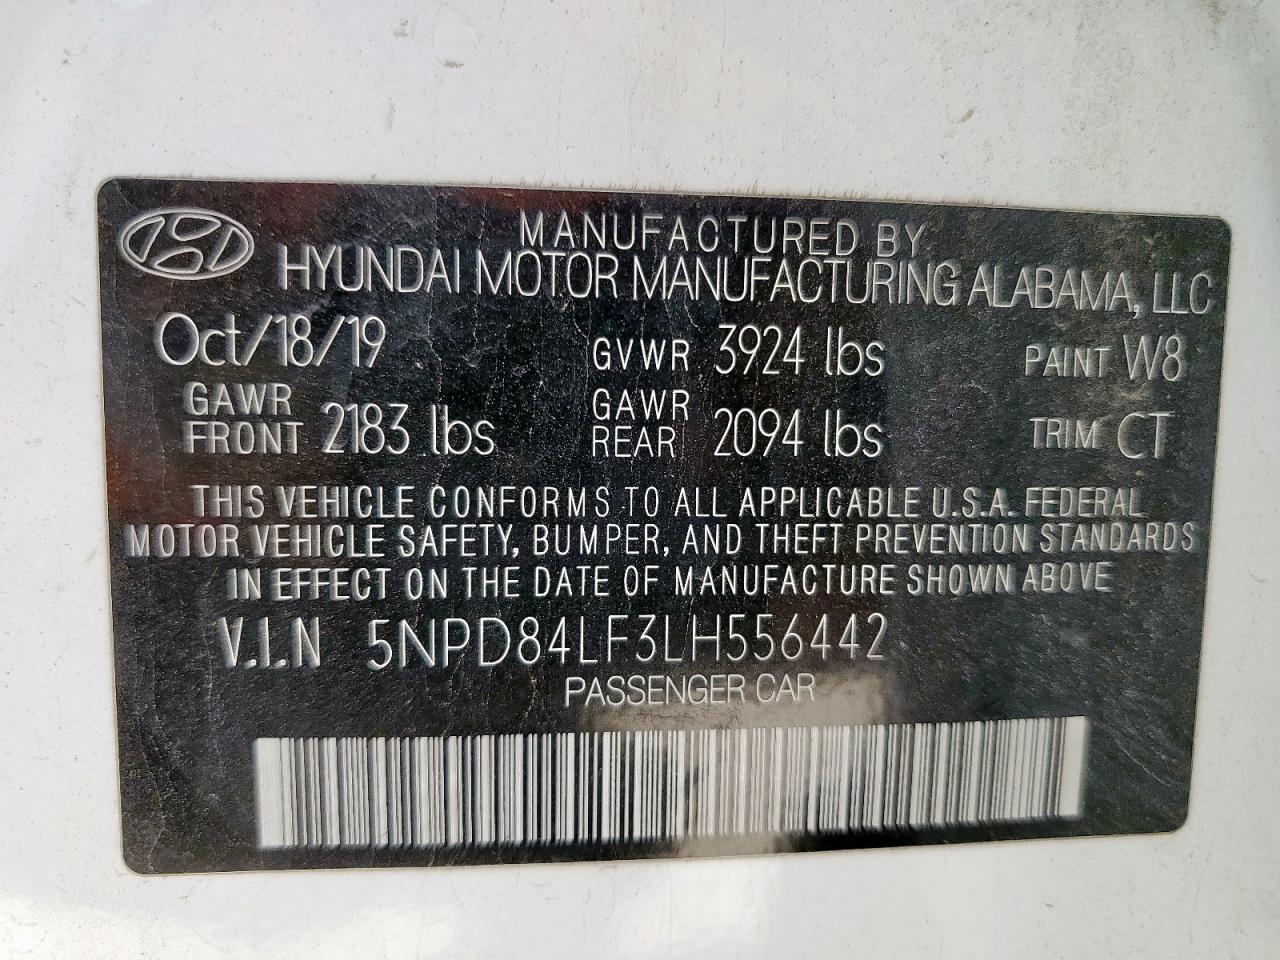 MANUFACTURED BY
HYUNDAI MOTOR MANUFACTURING ALABAMA, LLC
Oct/18/19 GVWR 3924 lbs PAINT W8
GAWR FRONT 2183 lbs GAWR REAR 2094 lbs TRIM CT
THIS VEHICLE CONFORMS TO ALL APPLICABLE U.S.A. FEDERAL
MOTOR VEHICLE SAFETY, BUMPER, AND THEFT PREVENTION STANDARDS
IN EFFECT ON THE DATE OF MANUFACTURE SHOWN ABOVE
V.I.N 5NPD84LF3LH556442
PASSENGER CAR